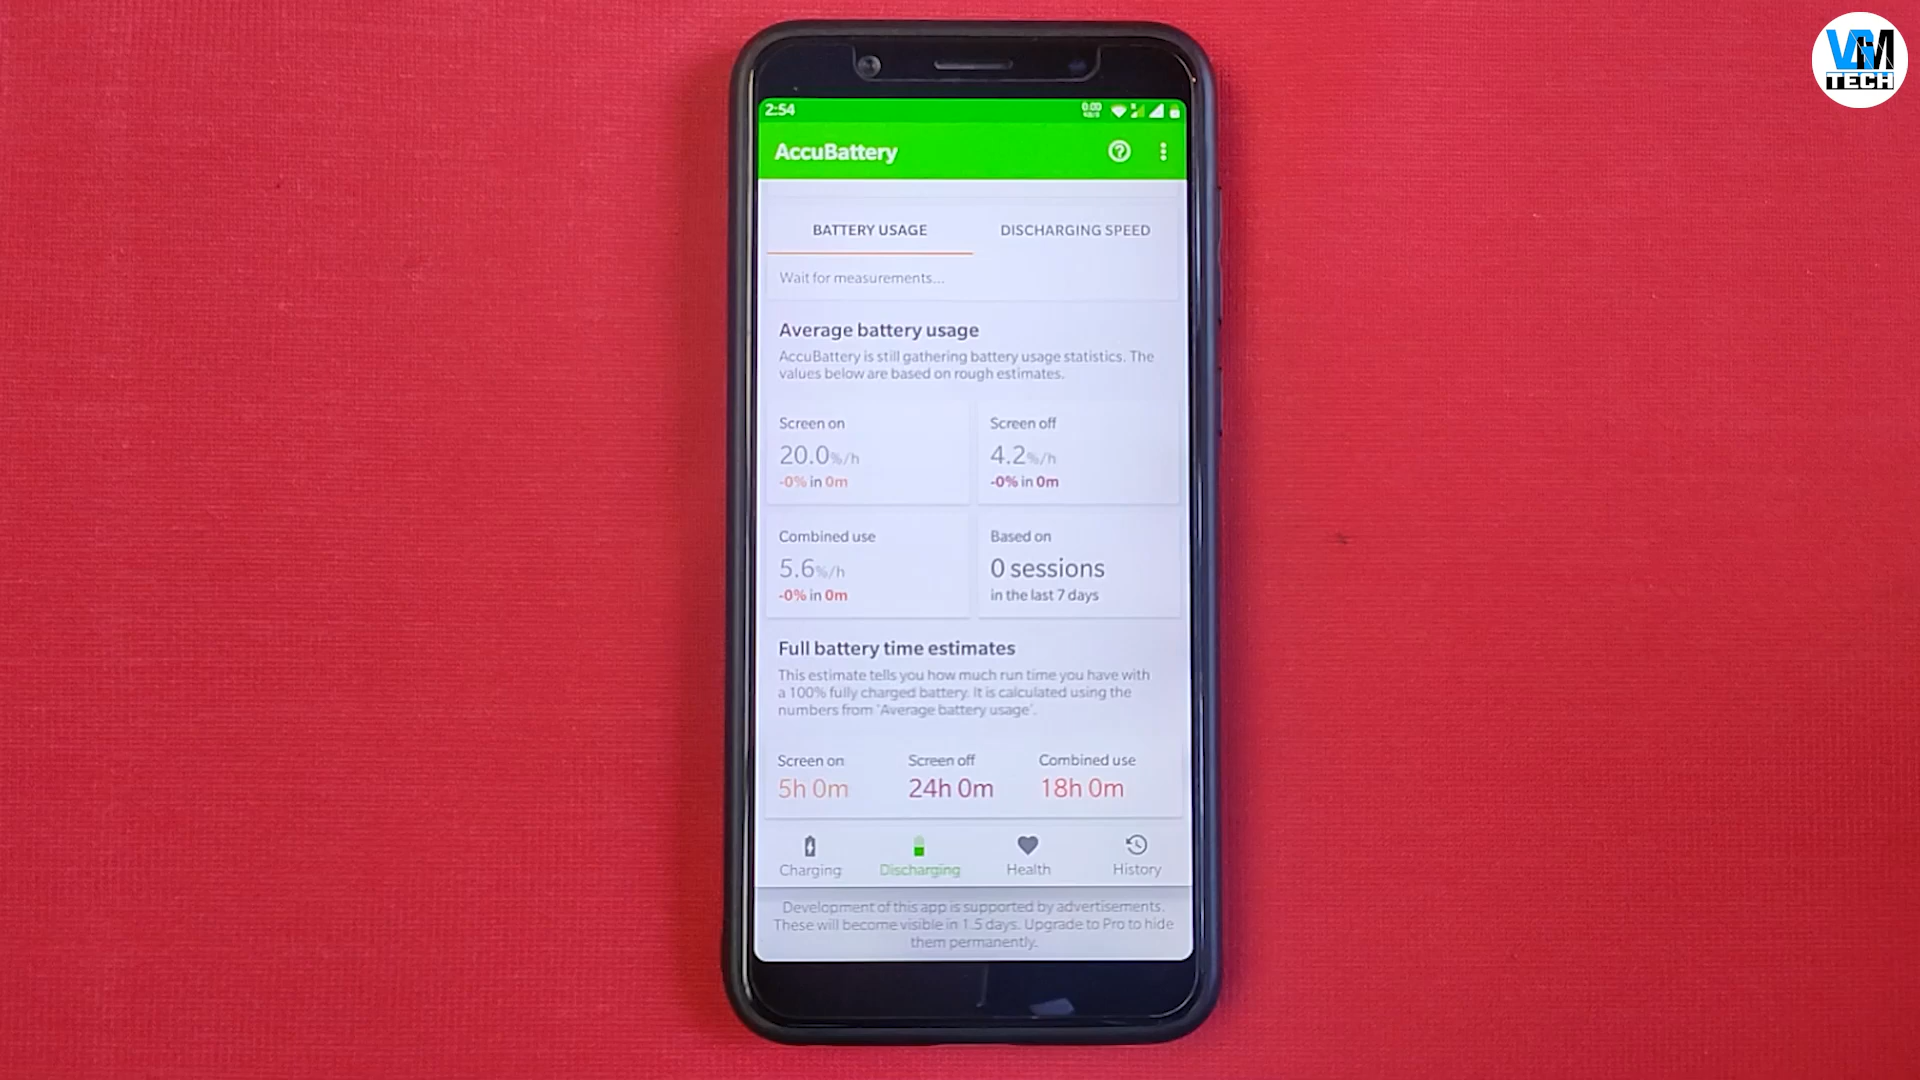 VGM
TECH
2:54
0.00
KB/S
AccuBattery
BATTERY USAGE
DISCHARGING SPEED
Wait for measurements...
Average battery usage
AccuBattery is still gathering battery usage statistics. The
values below are based on rough estimates.
Screen on
20.0%/h
-0% in 0m
Screen off
4.2%/h
-0% in 0m
Combined use
5.6%/h
-0% in 0m
Based on
0 sessions
in the last 7 days
Full battery time estimates
This estimate tells you how much run time you have with
a 100% fully charged battery. It is calculated using the
numbers from 'Average battery usage'.
Screen on
5h 0m
Screen off
24h 0m
Combined use
18h 0m
Charging
Discharging
Health
History
Development of this app is supported by advertisements.
These will become visible in 1.5 days. Upgrade to Pro to hide
them permanently.